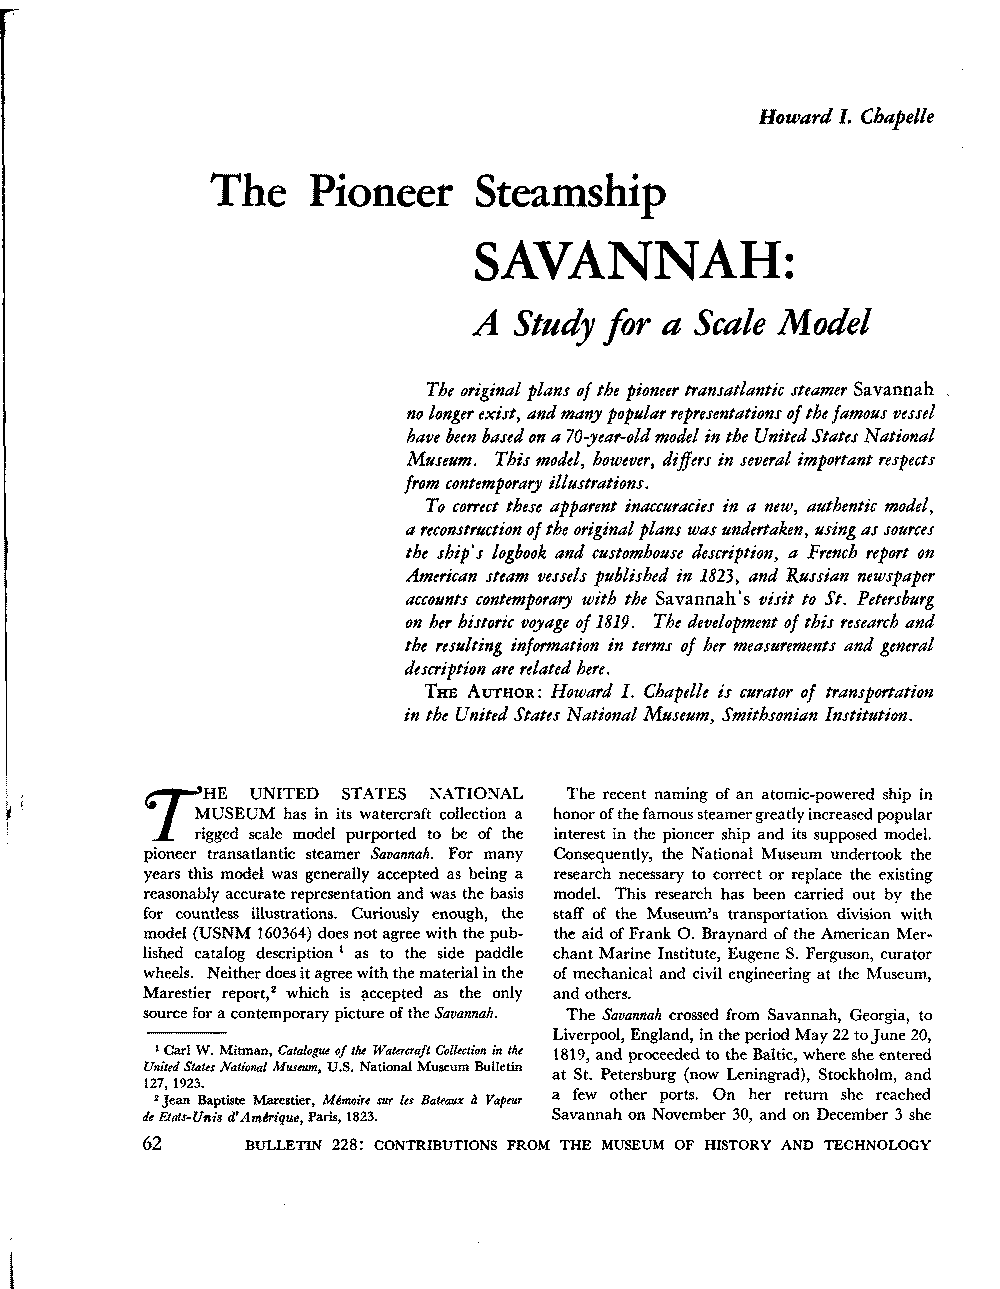 Howard I. Chapelle
The Pioneer Steamship
SAVANNAH:
A Study for a Scale Model
The original plans of the pioneer transatlantic steamer Savannah
no longer exist, and many popular representations of the famous vessel
have been based on a 70-year-old model in the United States National
Museum. This model, however, differs in several important respects
from contemporary illustrations.
To correct these apparent inaccuracies in a new, authentic model,
a reconstruction of the original plans was undertaken, using as sources
the ship's logbook and customhouse description, a French report on
American steam vessels published in 1823, and Russian newspaper
accounts contemporary with the Savannah's visit to St. Petersburg
on her historic voyage of 1819. The development of this research and
the resulting information in terms of her measurements and general
description are related here.
THE AUTHOR: Howard I. Chapelle is curator of transportation
in the United States National Museum, Smithsonian Institution.
THE UNITED STATES NATIONAL
MUSEUM has in its watercraft collection a
rigged scale model purported to be of the
pioneer transatlantic steamer Savannah. For many
years this model was generally accepted as being a
reasonably accurate representation and was the basis
for countless illustrations. Curiously enough, the
model (USNM 160364) does not agree with the pub-
lished catalog description ¹ as to the side paddle
wheels. Neither does it agree with the material in the
Marestier report,² which is accepted as the only
source for a contemporary picture of the Savannah.
¹ Carl W. Mitman, Catalogue of the Watercraft Collection in the
United States National Museum, U.S. National Museum Bulletin
127, 1923.
² Jean Baptiste Marestier, Mémoire sur les Bateaux à Vapeur
de Etats-Unis d'Amérique, Paris, 1823.
The recent naming of an atomic-powered ship in
honor of the famous steamer greatly increased popular
interest in the pioneer ship and its supposed model.
Consequently, the National Museum undertook the
research necessary to correct or replace the existing
model. This research has been carried out by the
staff of the Museum's transportation division with
the aid of Frank O. Braynard of the American Mer-
chant Marine Institute, Eugene S. Ferguson, curator
of mechanical and civil engineering at the Museum,
and others.
The Savannah crossed from Savannah, Georgia, to
Liverpool, England, in the period May 22 to June 20,
1819, and proceeded to the Baltic, where she entered
at St. Petersburg (now Leningrad), Stockholm, and
a few other ports. On her return she reached
Savannah on November 30, and on December 3 she
62 BULLETIN 228: CONTRIBUTIONS FROM THE MUSEUM OF HISTORY AND TECHNOLOGY